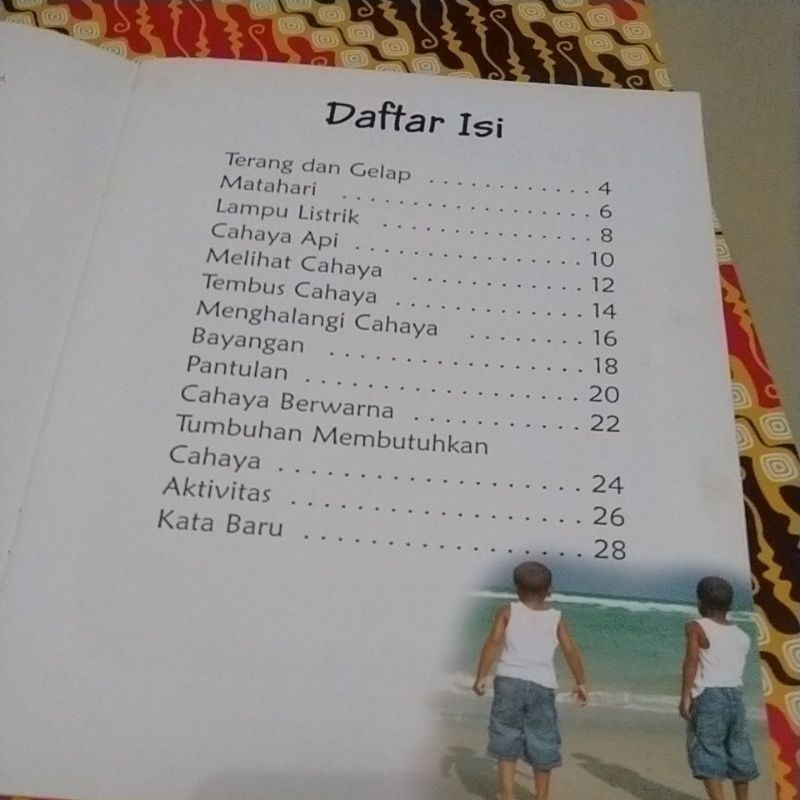 Daftar Isi
Terang dan Gelap . . . . . . . . . . . . 4
Matahari . . . . . . . . . . . . . . . . . . 6
Lampu Listrik . . . . . . . . . . . . . . . 8
Cahaya Api . . . . . . . . . . . . . . . . 10
Melihat Cahaya . . . . . . . . . . . . 12
Tembus Cahaya . . . . . . . . . . . . . 14
Menghalangi Cahaya . . . . . . . . 16
Bayangan . . . . . . . . . . . . . . . . . 18
Pantulan . . . . . . . . . . . . . . . . . . 20
Cahaya Berwarna . . . . . . . . . . . 22
Tumbuhan Membutuhkan
Cahaya . . . . . . . . . . . . . . . . . . . 24
Aktivitas . . . . . . . . . . . . . . . . . . 26
Kata Baru . . . . . . . . . . . . . . . . . 28